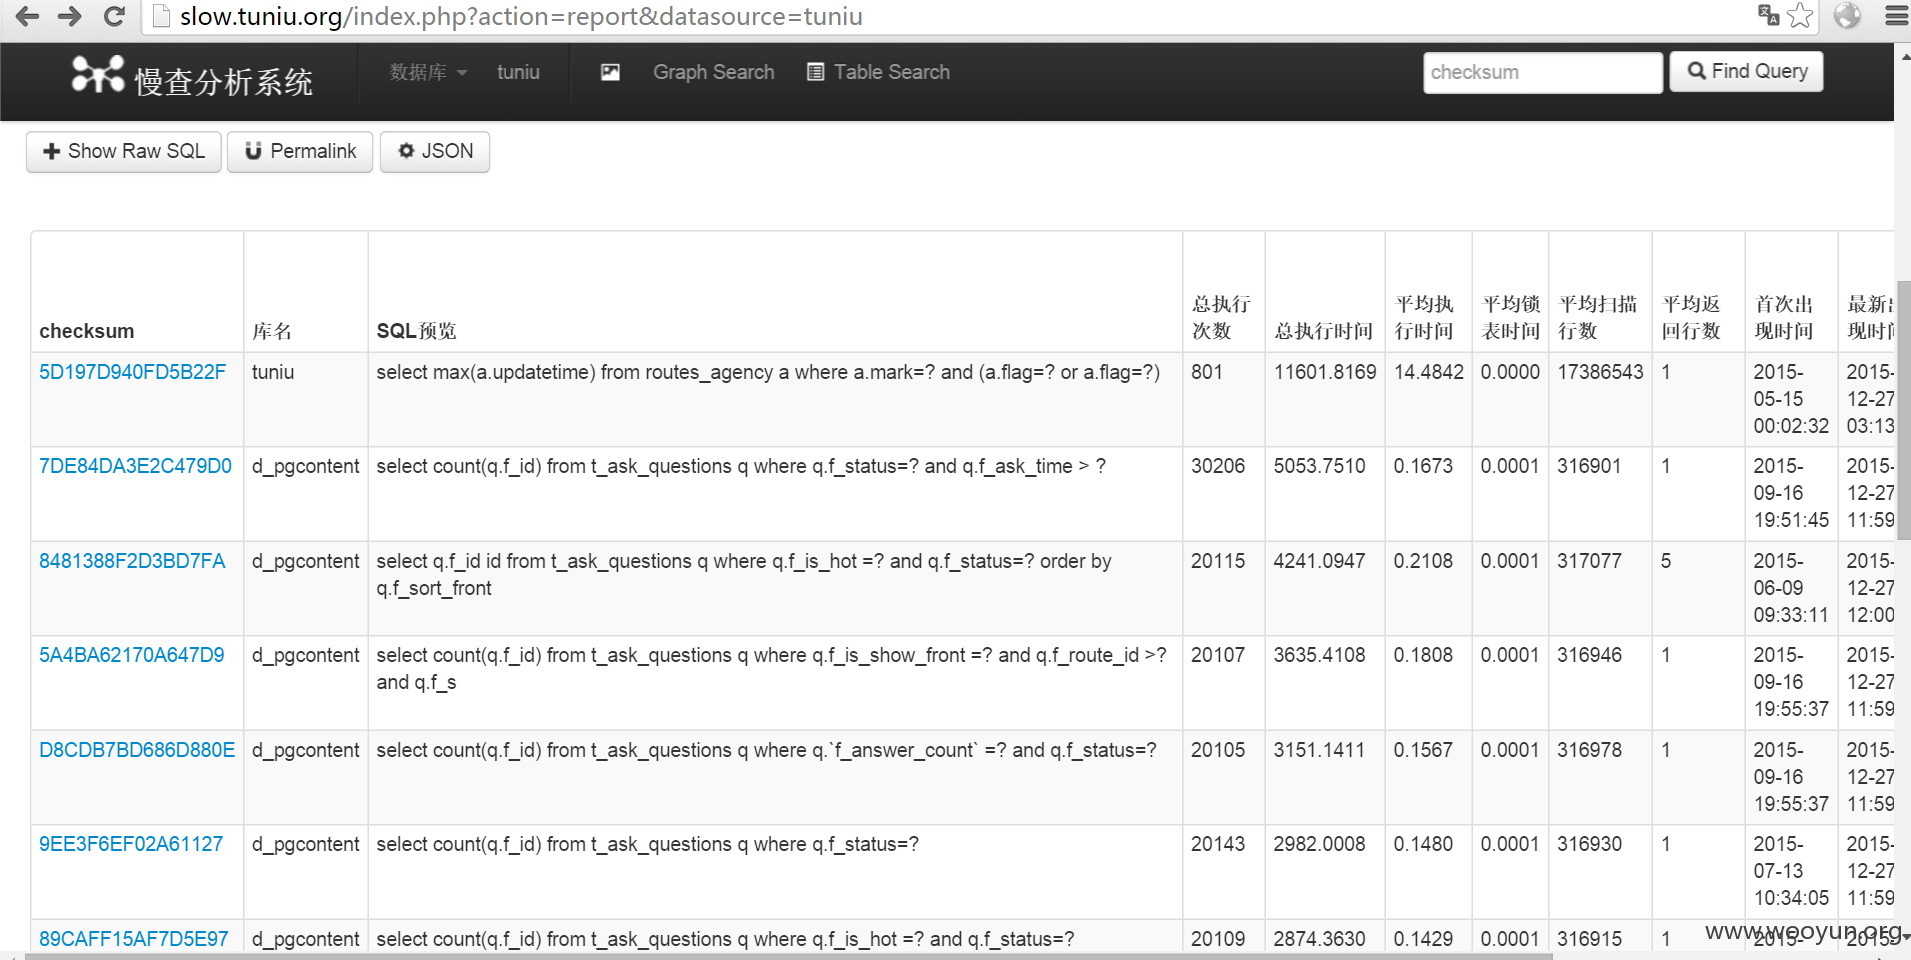 slow.tuniu.org/index.php?action=report&datasource=tuniu
慢查分析系统 数据库 tuniu Graph Search Table Search checksum Find Query
Show Raw SQL Permalink JSON
checksum 库名 SQL预览 总执行次数 总执行时间 平均执行时间 平均锁表时间 平均扫描行数 平均返回行数 首次出现时间 最新出现时间
5D197D940FD5B22F tuniu select max(a.updatetime) from routes_agency a where a.mark=? and (a.flag=? or a.flag=?) 801 11601.8169 14.4842 0.0000 17386543 1 2015-05-15 00:02:32 2015-12-27 03:13
7DE84DA3E2C479D0 d_pgcontent select count(q.f_id) from t_ask_questions q where q.f_status=? and q.f_ask_time > ? 30206 5053.7510 0.1673 0.0001 316901 1 2015-09-16 19:51:45 2015-12-27 11:59
8481388F2D3BD7FA d_pgcontent select q.f_id id from t_ask_questions q where q.f_is_hot =? and q.f_status=? order by q.f_sort_front 20115 4241.0947 0.2108 0.0001 317077 5 2015-06-09 09:33:11 2015-12-27 12:00
5A4BA62170A647D9 d_pgcontent select count(q.f_id) from t_ask_questions q where q.f_is_show_front =? and q.f_route_id >? and q.f_s 20107 3635.4108 0.1808 0.0001 316946 1 2015-09-16 19:55:37 2015-12-27 11:59
D8CDB7BD686D880E d_pgcontent select count(q.f_id) from t_ask_questions q where q.`f_answer_count` =? and q.f_status=? 20105 3151.1411 0.1567 0.0001 316978 1 2015-09-16 19:55:37 2015-12-27 11:59
9EE3F6EF02A61127 d_pgcontent select count(q.f_id) from t_ask_questions q where q.f_status=? 20143 2982.0008 0.1480 0.0001 316930 1 2015-07-13 10:34:05 2015-12-27 11:59
89CAFF15AF7D5E97 d_pgcontent select count(q.f_id) from t_ask_questions q where q.f_is_hot =? and q.f_status=? 20109 2874.3630 0.1429 0.0001 316915 1 2015- 2015-
www.wooyun.org